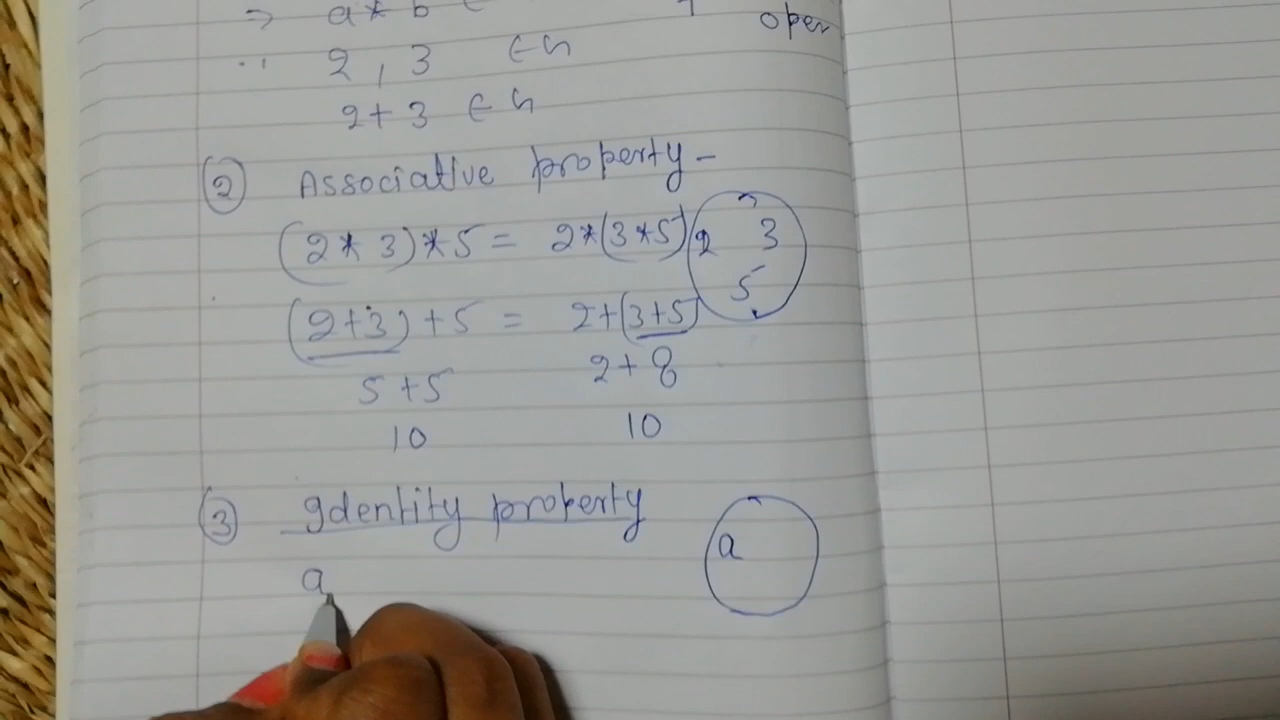 ⇒ a * b
oper
∵ 2 , 3 ∈ G
2 + 3 ∈ G
② Associative property -
(2 * 3) * 5 = 2 * (3 * 5)
2 3
5
(2 + 3) + 5 = 2 + (3 + 5)
5 + 5 2 + 8
10 10
③ Identity property
a
a